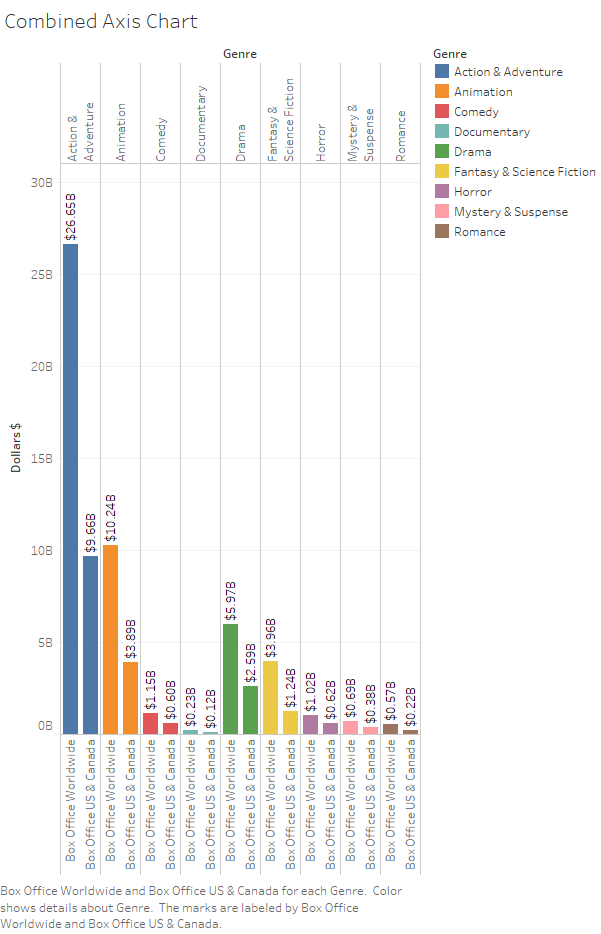 Combined Axis Chart
Genre
Action &
Adventure
Animation
Comedy
Documentary
Drama
Fantasy &
Science Fiction
Horror
Mystery &
Suspense
Romance
Genre
Action & Adventure
Animation
Comedy
Documentary
Drama
Fantasy & Science Fiction
Horror
Mystery & Suspense
Romance
Dollars $
30B
25B
20B
15B
10B
5B
0B
$26.65B
$9.66B
$10.24B
$3.89B
$1.15B
$0.60B
$0.23B
$0.12B
$5.97B
$2.59B
$3.96B
$1.24B
$1.02B
$0.62B
$0.69B
$0.38B
$0.57B
$0.22B
Box Office Worldwide
Box Office US & Canada
Box Office Worldwide
Box Office US & Canada
Box Office Worldwide
Box Office US & Canada
Box Office Worldwide
Box Office US & Canada
Box Office Worldwide
Box Office US & Canada
Box Office Worldwide
Box Office US & Canada
Box Office Worldwide
Box Office US & Canada
Box Office Worldwide
Box Office US & Canada
Box Office Worldwide
Box Office US & Canada
Box Office Worldwide and Box Office US & Canada for each Genre.  Color
shows details about Genre.  The marks are labeled by Box Office
Worldwide and Box Office US & Canada.